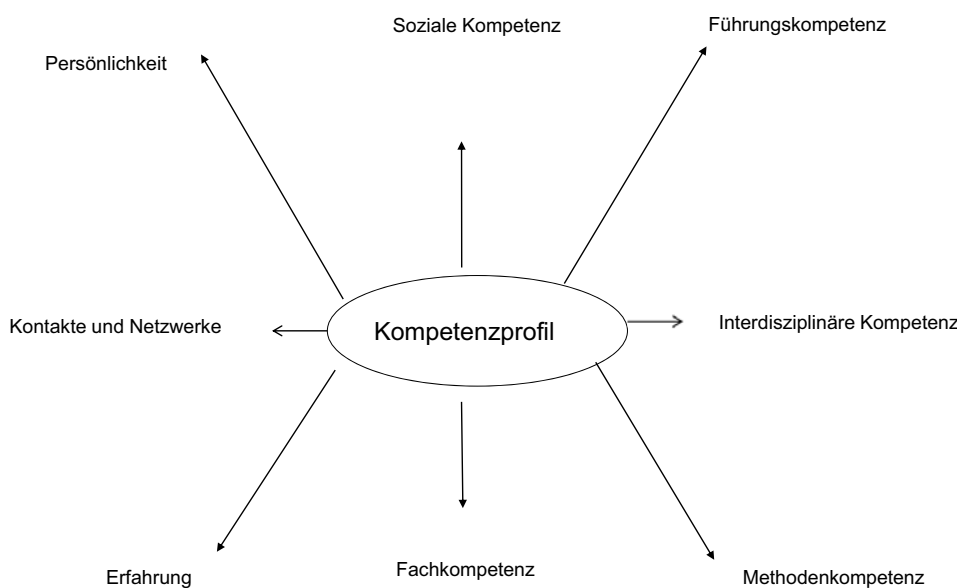 Soziale Kompetenz
Führungskompetenz
Persönlichkeit
Kontakte und Netzwerke
Kompetenzprofil
Interdisziplinäre Kompetenz
Erfahrung
Fachkompetenz
Methodenkompetenz